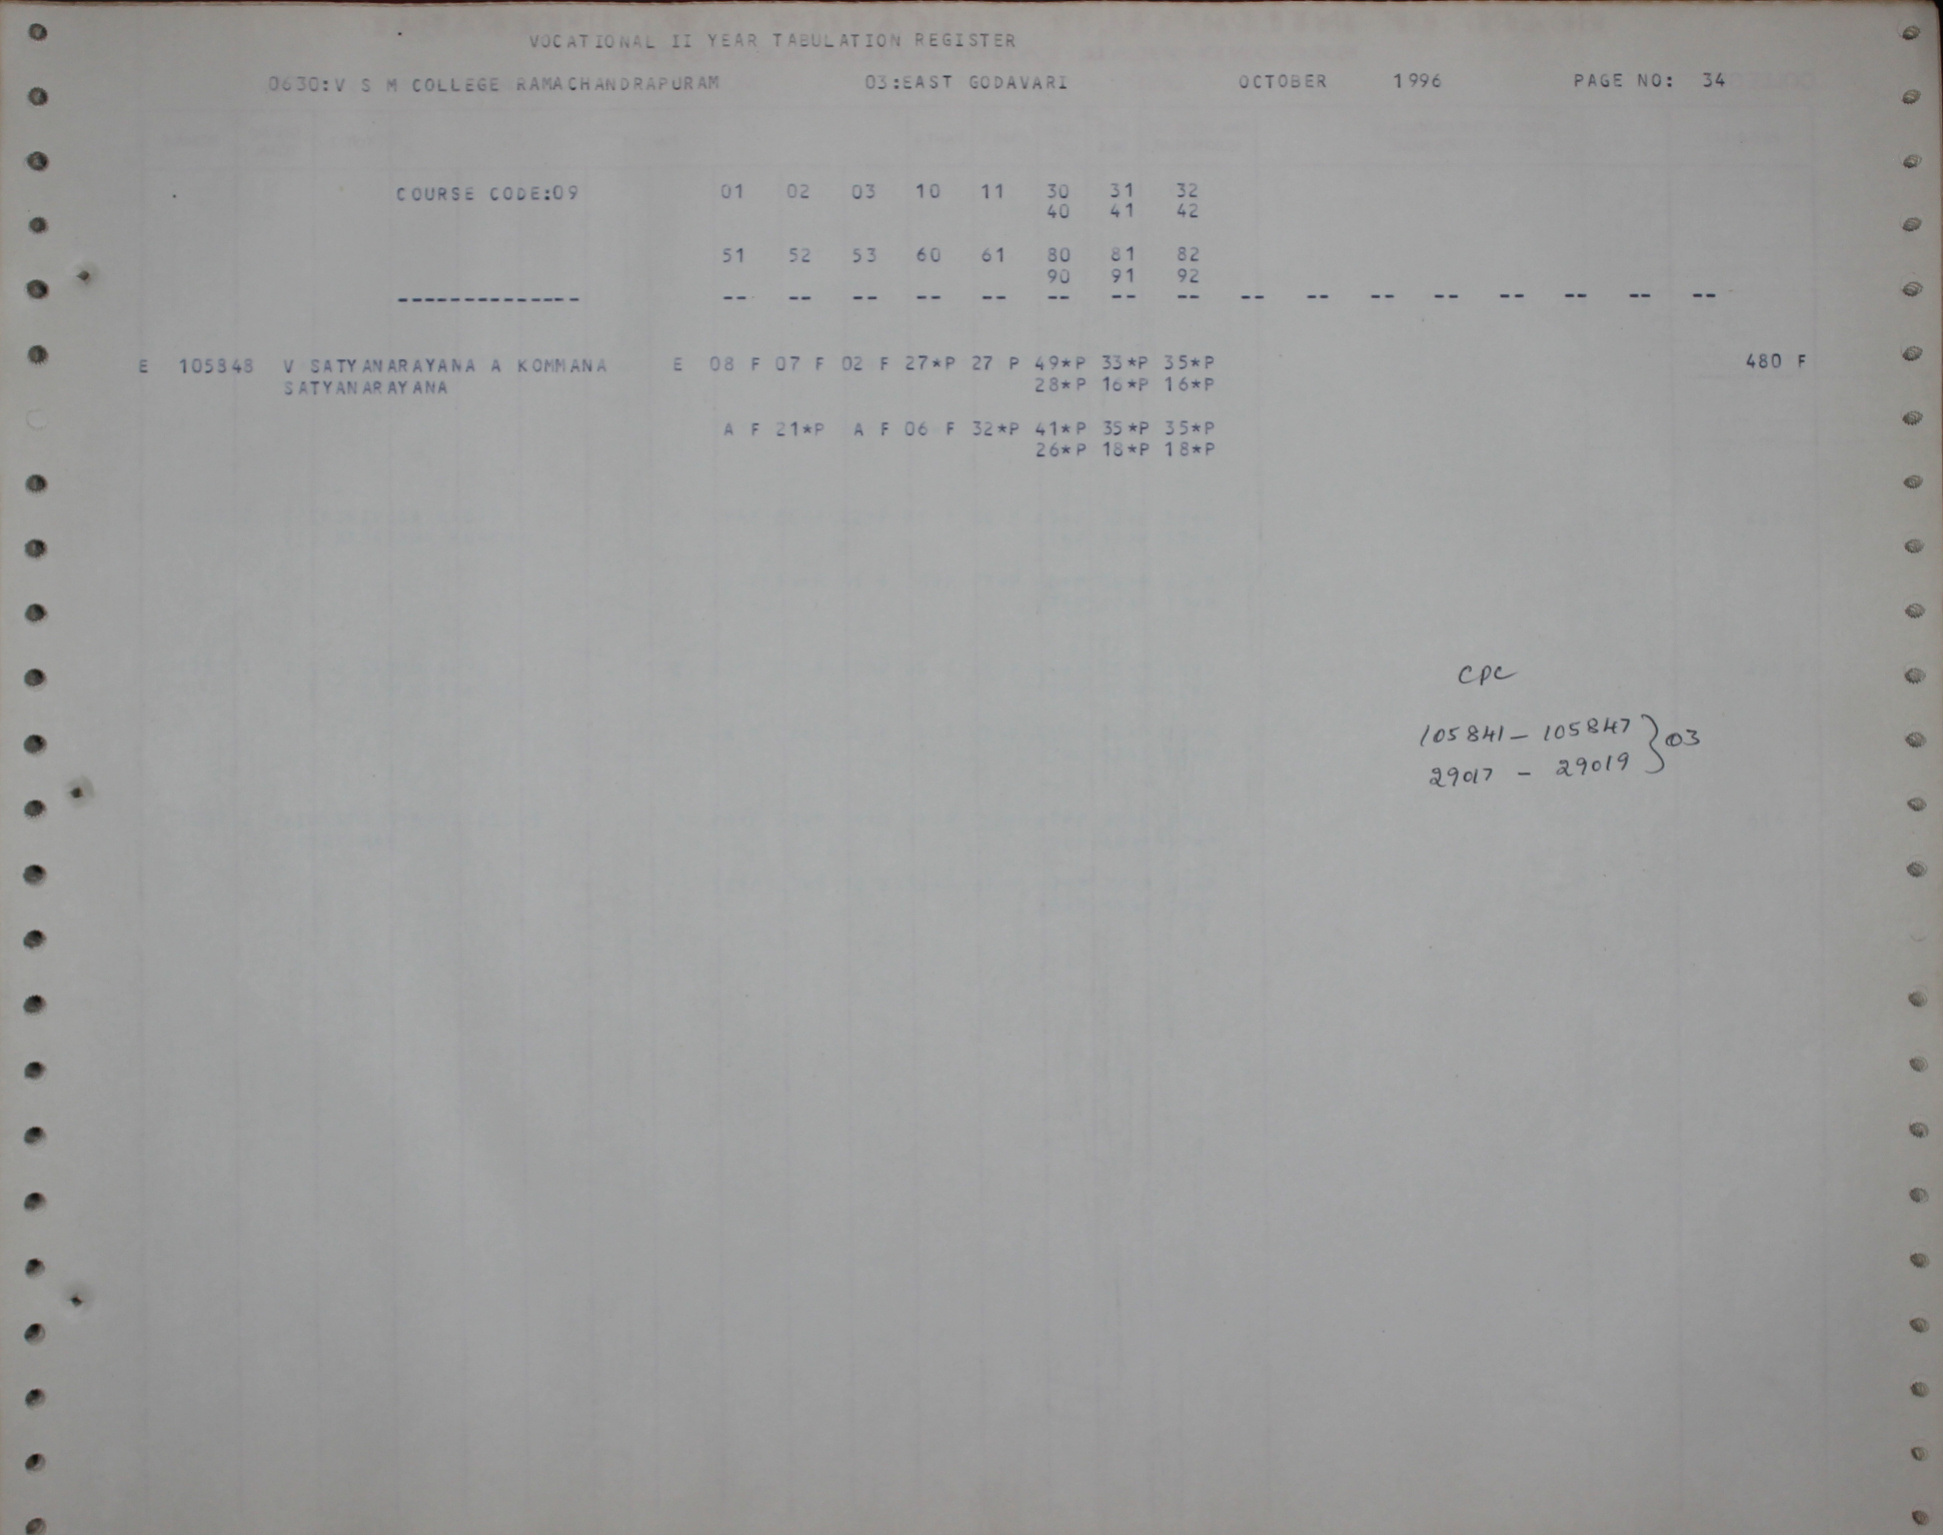 VOCATIONAL II YEAR TABULATION REGISTER
0630:V S M COLLEGE RAMACHANDRAPURAM 03:EAST GODAVARI OCTOBER 1996 PAGE NO: 34
COURSE CODE:09 01 02 03 10 11 30 31 32
40 41 42
51 52 53 60 61 80 81 82
90 91 92
-------------- -- -- -- -- -- -- -- -- -- -- -- -- -- -- -- --
E 105848 V SATYANARAYANA A KOMMANA E 08 F 07 F 02 F 27*P 27 P 49*P 33*P 35*P 480 F
SATYANARAYANA 28*P 16*P 16*P
A F 21*P A F 06 F 32*P 41*P 35*P 35*P
26*P 18*P 18*P
CPC
105841 - 105847 } 03
29017 - 29019